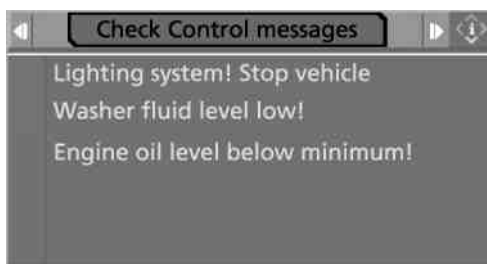 Check Control messages
Lighting system! Stop vehicle
Washer fluid level low!
Engine oil level below minimum!